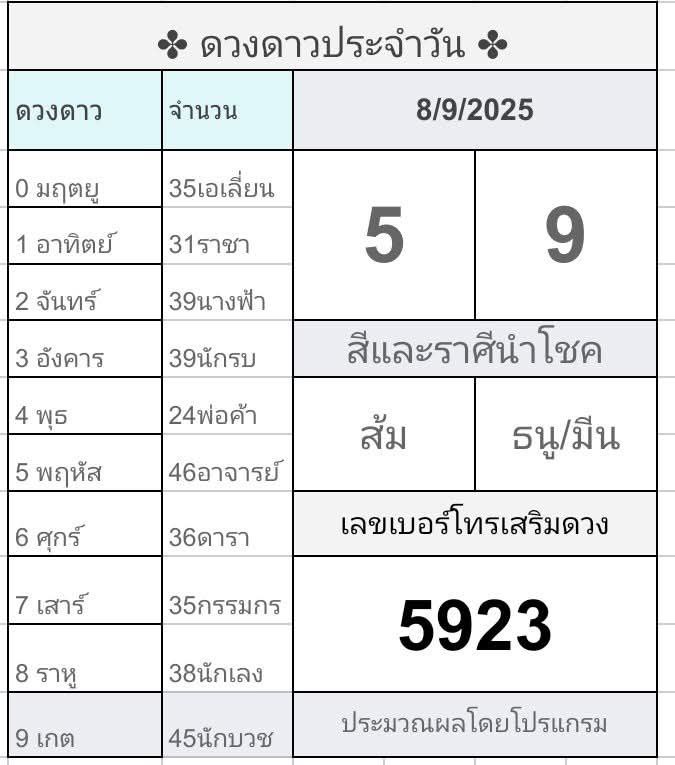 ✤ ดวงดาวประจำวัน ✤
ดวงดาว จำนวน 8/9/2025
0 มฤตยู 35เอเลี่ยน
1 อาทิตย์ 31ราชา
2 จันทร์ 39นางฟ้า
5 9
3 อังคาร 39นักรบ
สีและราศีนำโชค
4 พุธ 24พ่อค้า
5 พฤหัส 46อาจารย์
ส้ม ธนู/มีน
6 ศุกร์ 36ดารา
เลขเบอร์โทรเสริมดวง
7 เสาร์ 35กรรมกร
8 ราหู 38นักเลง
5923
9 เกต 45นักบวช
ประมวณผลโดยโปรแกรม